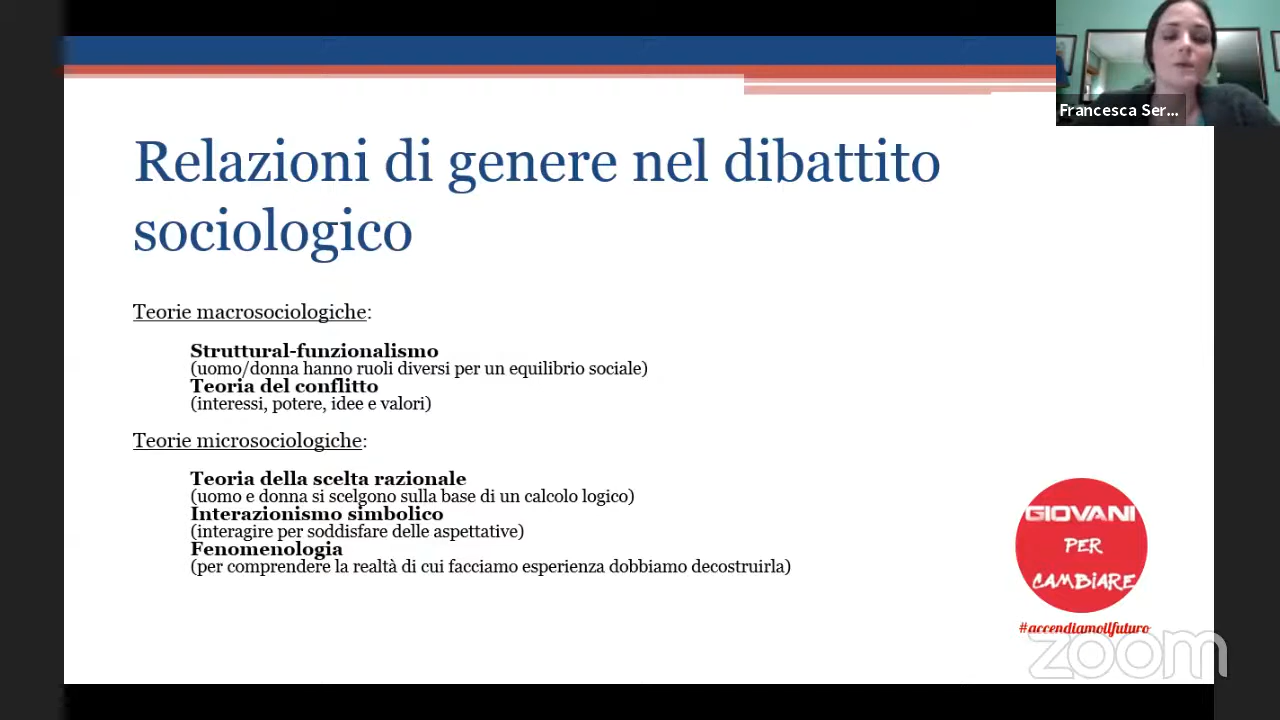 Francesca Ser...
Relazioni di genere nel dibattito
sociologico
Teorie macrosociologiche:
Struttural-funzionalismo
(uomo/donna hanno ruoli diversi per un equilibrio sociale)
Teoria del conflitto
(interessi, potere, idee e valori)
Teorie microsociologiche:
Teoria della scelta razionale
(uomo e donna si scelgono sulla base di un calcolo logico)
Interazionismo simbolico
(interagire per soddisfare delle aspettative)
Fenomenologia
(per comprendere la realtà di cui facciamo esperienza dobbiamo decostruirla)
GIOVANI
PER
CAMBiARE
#accendiamoilfuturo
zoom